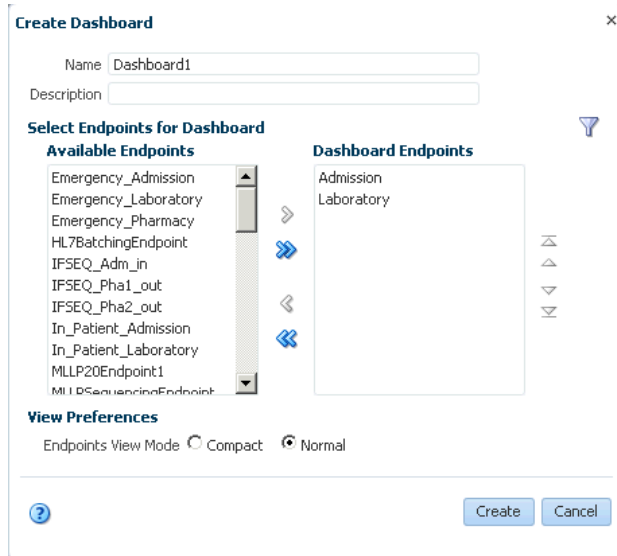 Create Dashboard
Name Dashboard1
Description
Select Endpoints for Dashboard
Available Endpoints
Emergency_Admission
Emergency_Laboratory
Emergency_Pharmacy
HL7BatchingEndpoint
IFSEQ_Adm_in
IFSEQ_Pha1_out
IFSEQ_Pha2_out
In_Patient_Admission
In_Patient_Laboratory
MLLP20Endpoint1
MLLPSequencingEndpoint
Dashboard Endpoints
Admission
Laboratory
View Preferences
Endpoints View Mode Compact Normal
Create Cancel